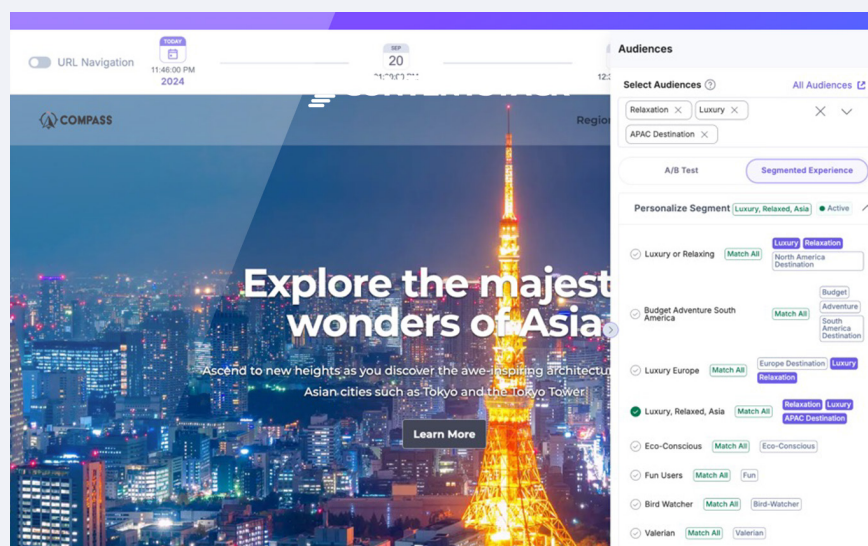 URL Navigation
TODAY
11:46:00 PM
2024
SEP
20
Audiences
Select Audiences
All Audiences
Relaxation
Luxury
APAC Destination
A/B Test
Segmented Experience
Personalize Segment
Luxury, Relaxed, Asia
Active
COMPASS
Explore the majest
wonders of Asia
Ascend to new heights as you discover the awe-inspiring architectu
Asian cities such as Tokyo and the Tokyo Tower
Learn More
Luxury or Relaxing
Match All
Luxury
Relaxation
North America
Destination
Budget Adventure South
America
Match All
Budget
Adventure
South
America
Destination
Luxury Europe
Match All
Europe Destination
Luxury
Relaxation
Luxury, Relaxed, Asia
Match All
Relaxation
Luxury
APAC Destination
Eco-Conscious
Match All
Eco-Conscious
Fun Users
Match All
Fun
Bird Watcher
Match All
Bird-Watcher
Valerian
Match All
Valerian